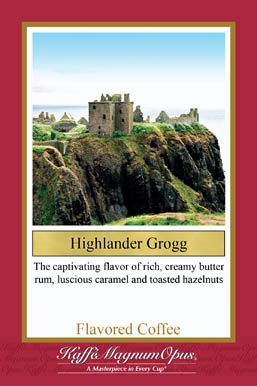 Highlander Grogg
The captivating flavor of rich, creamy butter
rum, luscious caramel and toasted hazelnuts
Flavored Coffee
Kaffé Magnum Opus®
A Masterpiece in Every Cup®